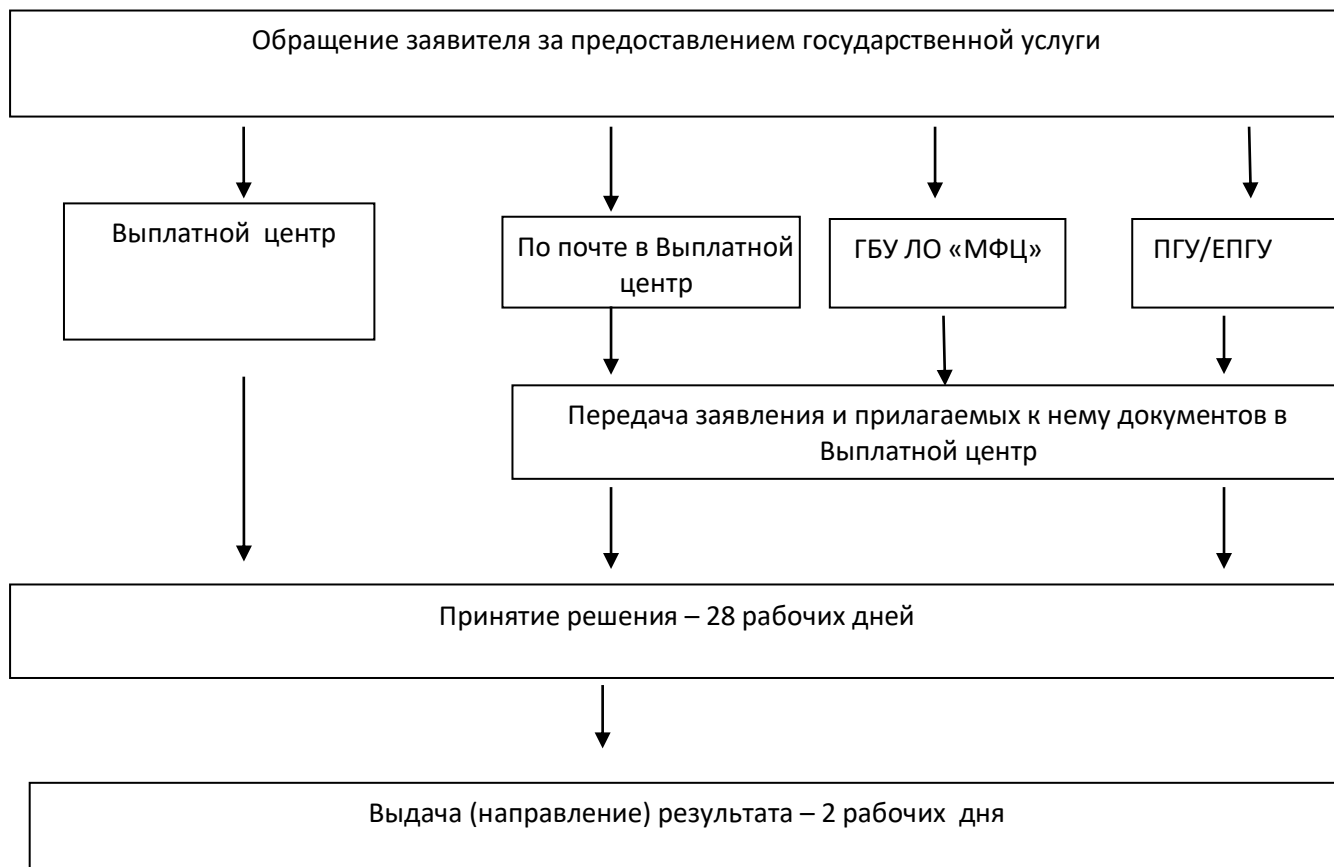 Обращение заявителя за предоставлением государственной услуги
Выплатной центр
По почте в Выплатной
центр
ГБУ ЛО «МФЦ»
ПГУ/ЕПГУ
Передача заявления и прилагаемых к нему документов в
Выплатной центр
Принятие решения – 28 рабочих дней
Выдача (направление) результата – 2 рабочих дня